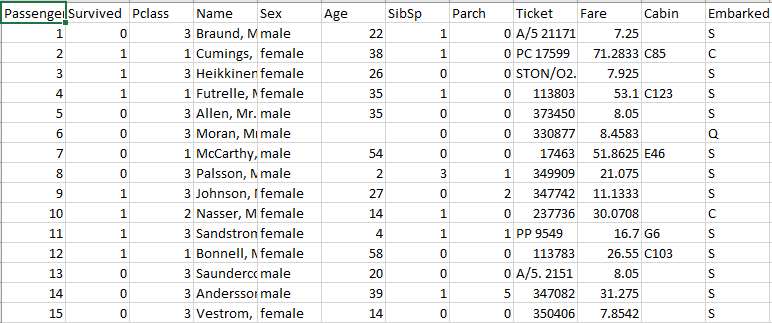 Passenger Survived Pclass Name Sex Age SibSp Parch Ticket Fare Cabin Embarked
1 0 3 Braund, M male 22 1 0 A/5 21171 7.25 S
2 1 1 Cumings, female 38 1 0 PC 17599 71.2833 C85 C
3 1 3 Heikkinen female 26 0 0 STON/O2. 7.925 S
4 1 1 Futrelle, M female 35 1 0 113803 53.1 C123 S
5 0 3 Allen, Mr. male 35 0 0 373450 8.05 S
6 0 3 Moran, Mr male 0 0 330877 8.4583 Q
7 0 1 McCarthy, male 54 0 0 17463 51.8625 E46 S
8 0 3 Palsson, M male 2 3 1 349909 21.075 S
9 1 3 Johnson, female 27 0 2 347742 11.1333 S
10 1 2 Nasser, M female 14 1 0 237736 30.0708 C
11 1 3 Sandstrom female 4 1 1 PP 9549 16.7 G6 S
12 1 1 Bonnell, M female 58 0 0 113783 26.55 C103 S
13 0 3 Saunderco male 20 0 0 A/5. 2151 8.05 S
14 0 3 Andersson male 39 1 5 347082 31.275 S
15 0 3 Vestrom, female 14 0 0 350406 7.8542 S